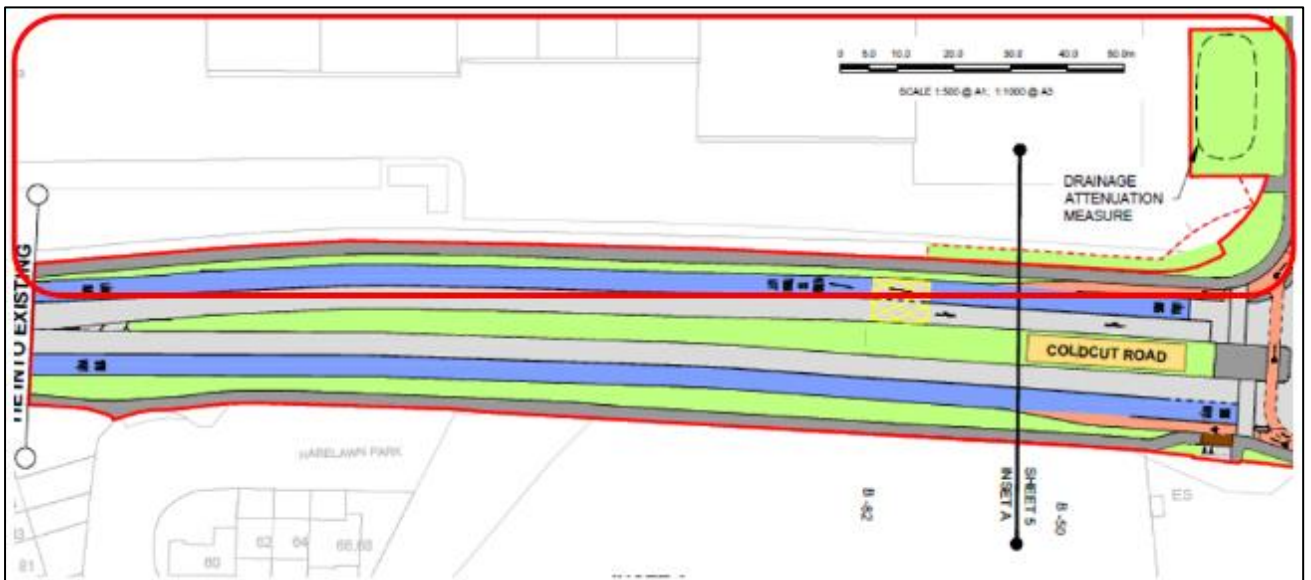 0 5.0 10.0 20.0 30.0 40.0 50.0m
SCALE 1:500 @ A1; 1:1000 @ A3
DRAINAGE
ATTENUATION
MEASURE
TIE INTO EXISTING
COLDCUT ROAD
HARELAWN PARK
SHEET 5
INSET A
B -62
B -50
ES
60
62
64
66,68
81